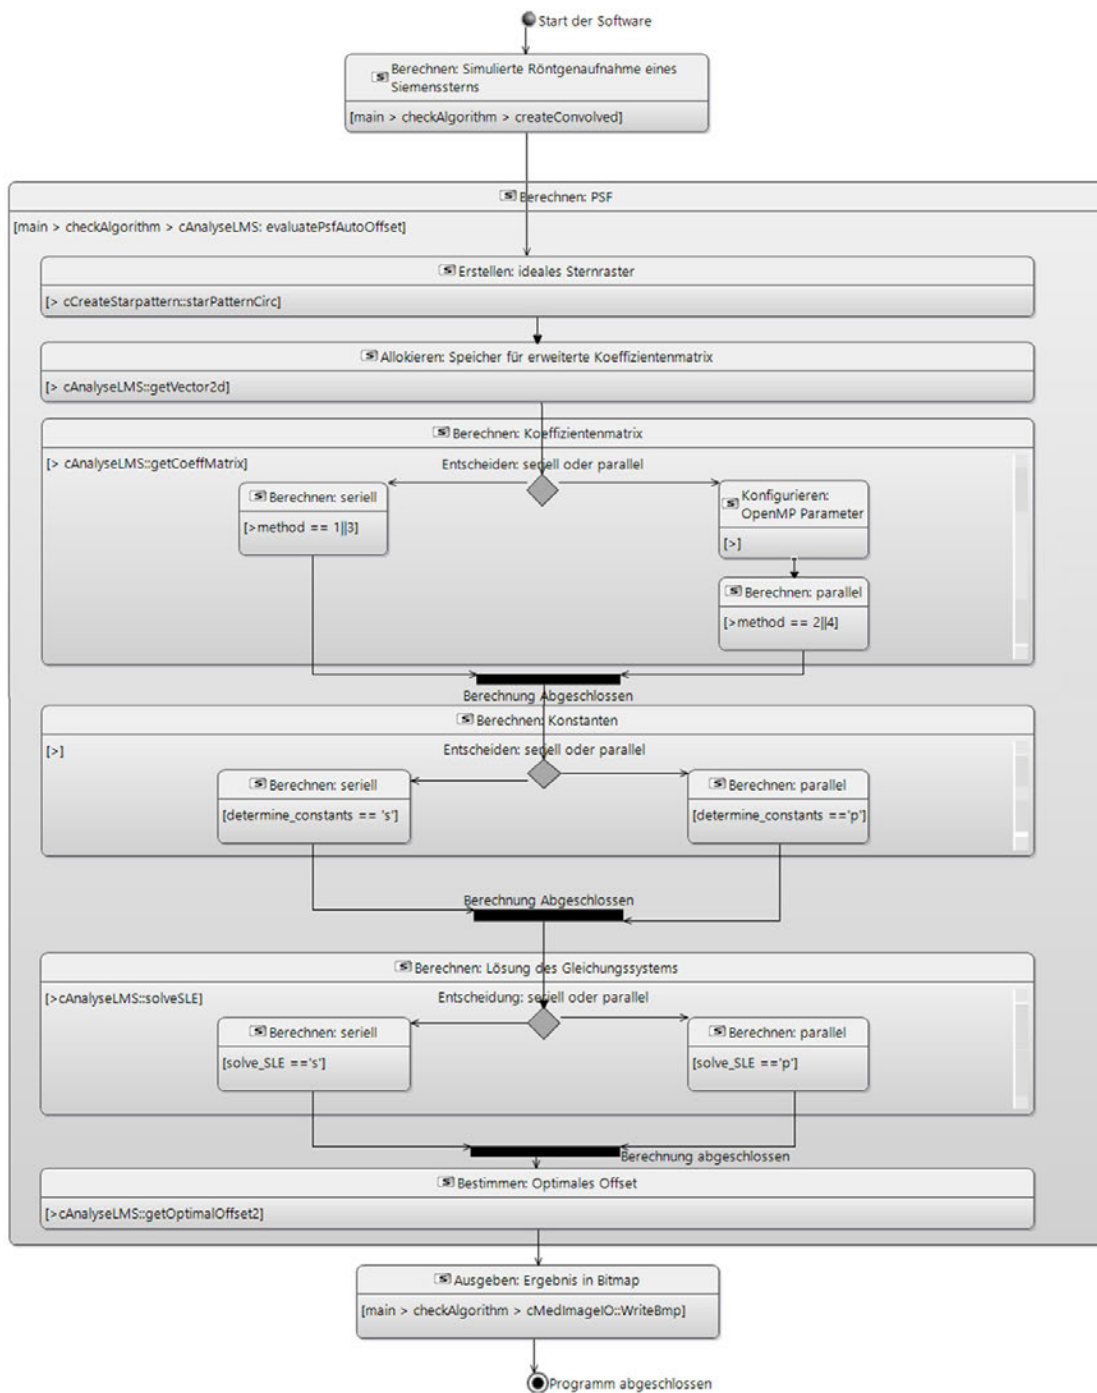 Start der Software
Berechnen: Simulierte Röntgenaufnahme eines
Siemenssterns
[main > checkAlgorithm > createConvolved]
Berechnen: PSF
[main > checkAlgorithm > cAnalyseLMS: evaluatePsfAutoOffset]
Erstellen: ideales Sternraster
[> cCreateStarpattern::starPatternCirc]
Allokieren: Speicher für erweiterte Koeffizientenmatrix
[> cAnalyseLMS::getVector2d]
Berechnen: Koeffizientenmatrix
[> cAnalyseLMS::getCoeffMatrix]
Entscheiden: seriell oder parallel
Berechnen: seriell
[>method == 1||3]
Konfigurieren:
OpenMP Parameter
[>]
Berechnen: parallel
[>method == 2||4]
Berechnung Abgeschlossen
Berechnen: Konstanten
[>]
Entscheiden: seriell oder parallel
Berechnen: seriell
[determine_constants == 's']
Berechnen: parallel
[determine_constants =='p']
Berechnung Abgeschlossen
Berechnen: Lösung des Gleichungssystems
[>cAnalyseLMS::solveSLE]
Entscheidung: seriell oder parallel
Berechnen: seriell
[solve_SLE =='s']
Berechnen: parallel
[solve_SLE =='p']
Berechnung abgeschlossen
Bestimmen: Optimales Offset
[>cAnalyseLMS::getOptimalOffset2]
Ausgeben: Ergebnis in Bitmap
[main > checkAlgorithm > cMedImageIO::WriteBmp]
Programm abgeschlossen